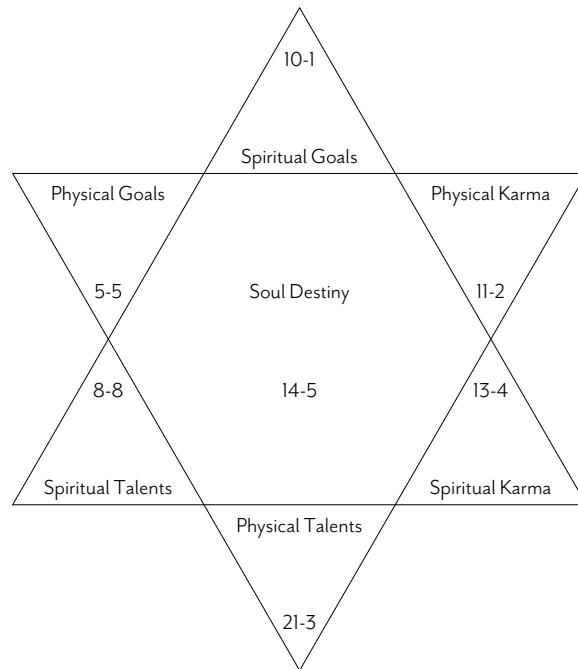 10-1
Spiritual Goals
Physical Goals
Physical Karma
5-5
Soul Destiny
11-2
8-8
14-5
13-4
Spiritual Talents
Spiritual Karma
Physical Talents
21-3